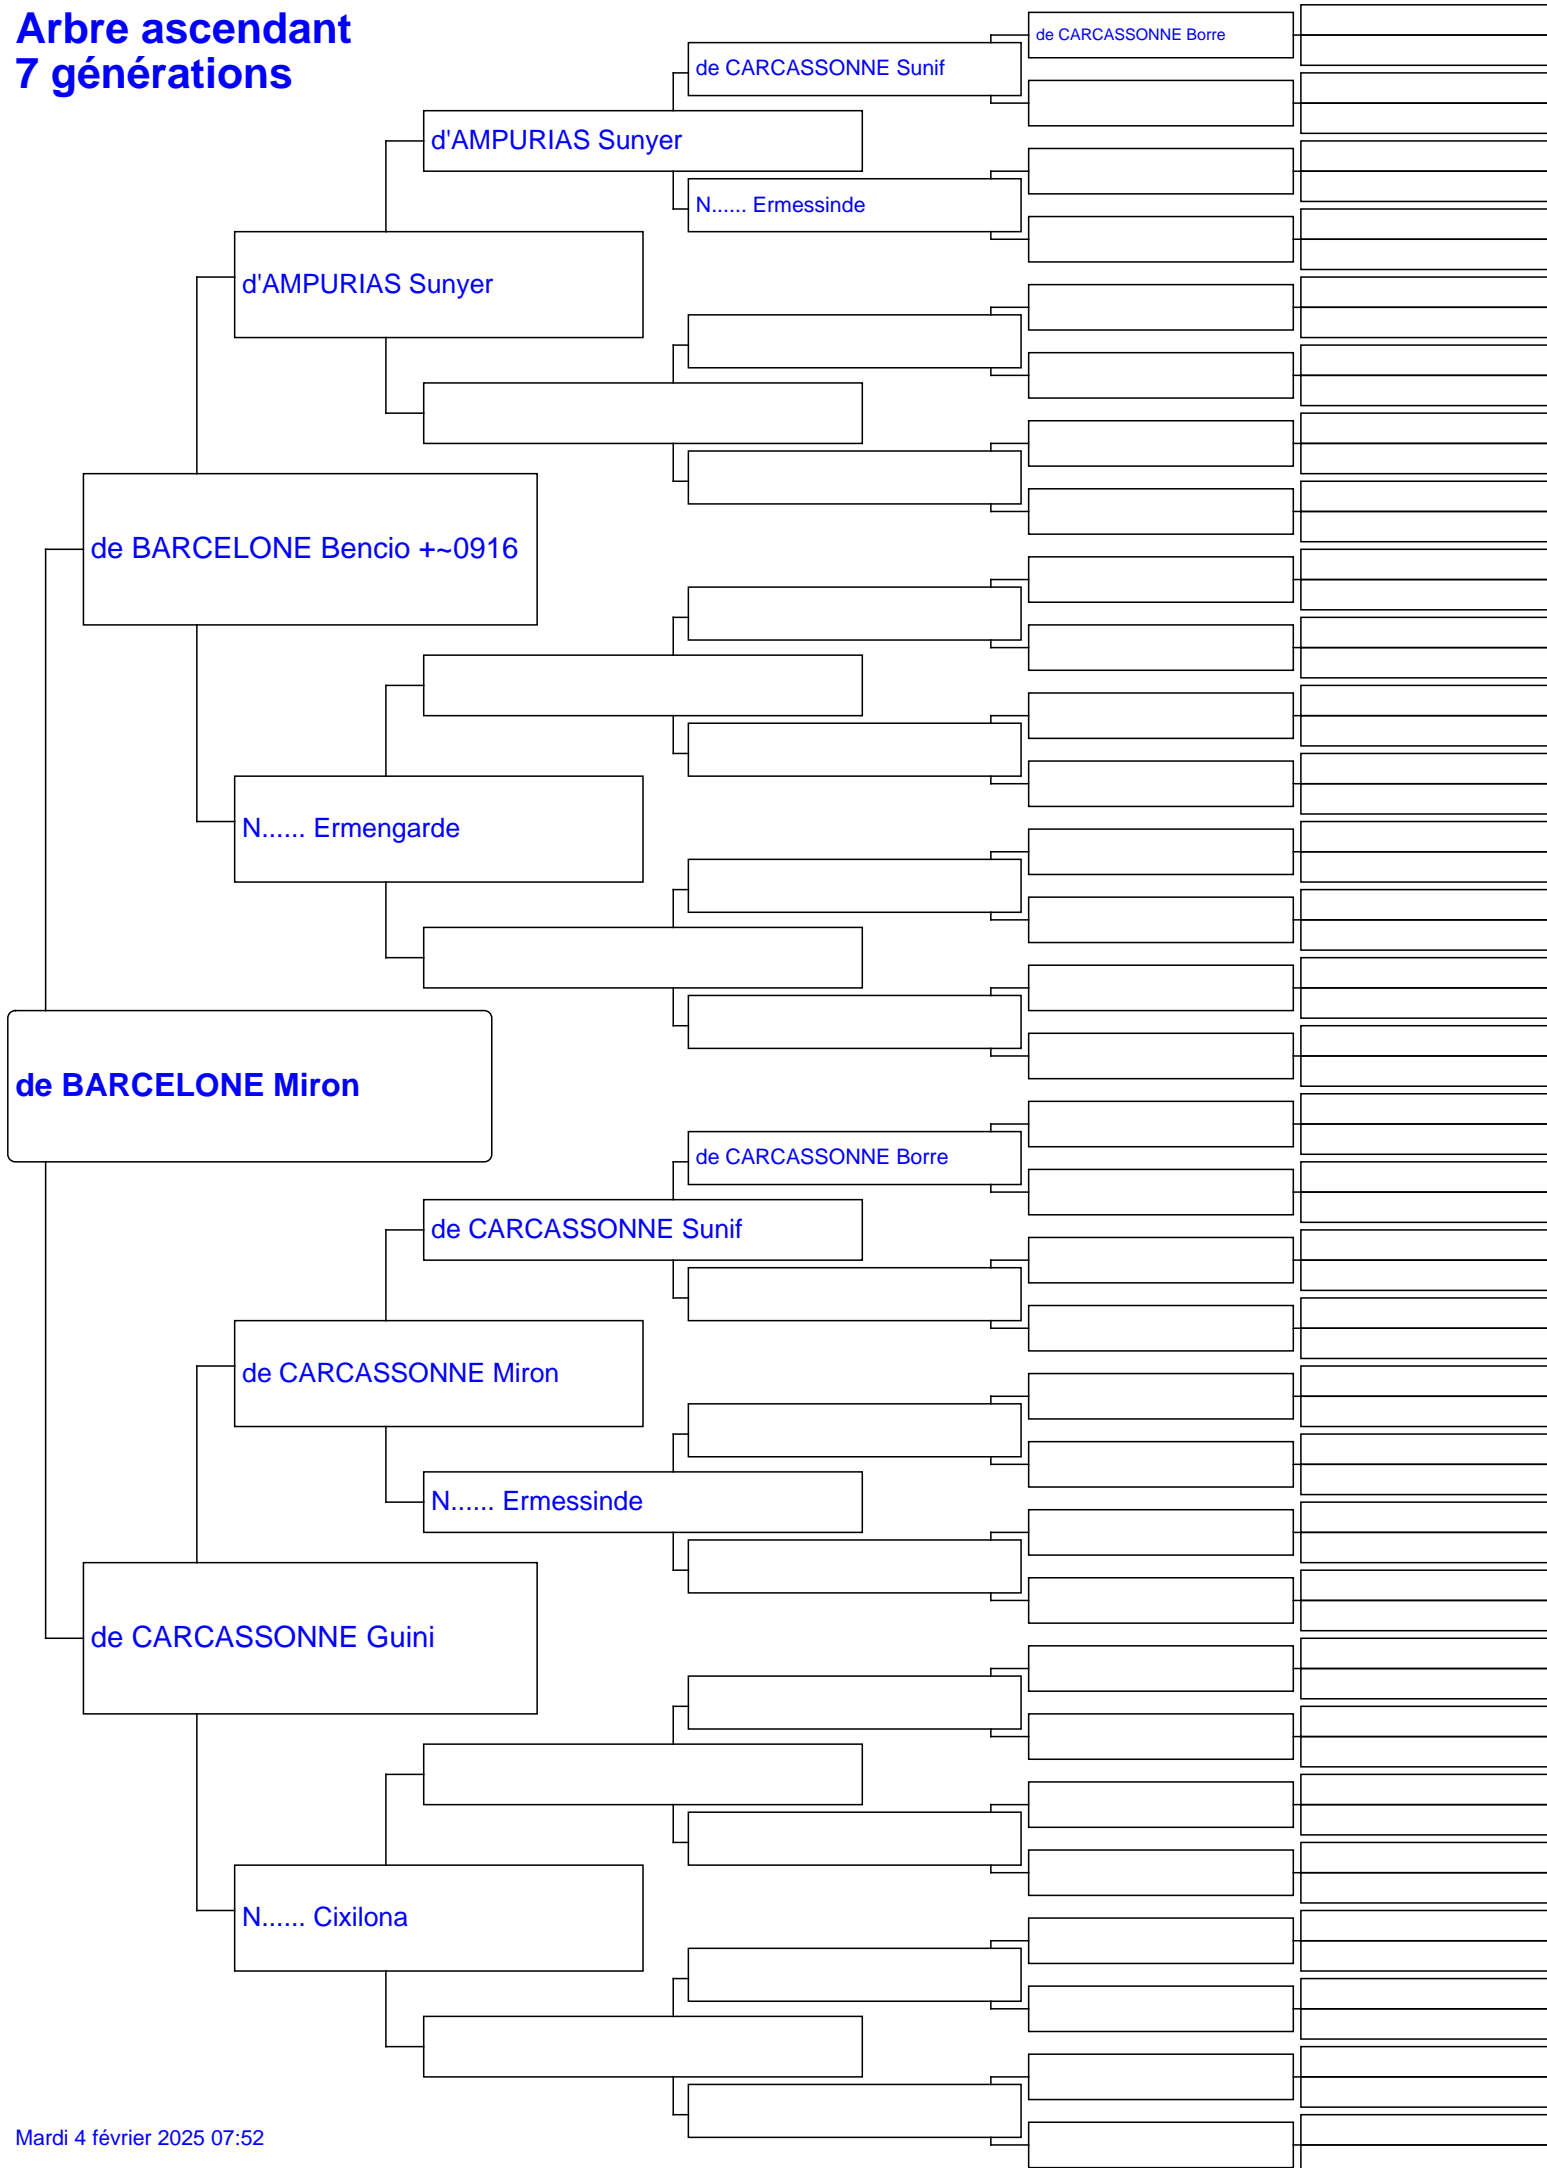 Arbre ascendant
7 générations
de CARCASSONNE Borre
de CARCASSONNE Sunif
d'AMPURIAS Sunyer
N...... Ermessinde
d'AMPURIAS Sunyer
de BARCELONE Bencio +~0916
N...... Ermengarde
de BARCELONE Miron
de CARCASSONNE Borre
de CARCASSONNE Sunif
de CARCASSONNE Miron
N...... Ermessinde
de CARCASSONNE Guini
N...... Cixilona
Mardi 4 février 2025 07:52